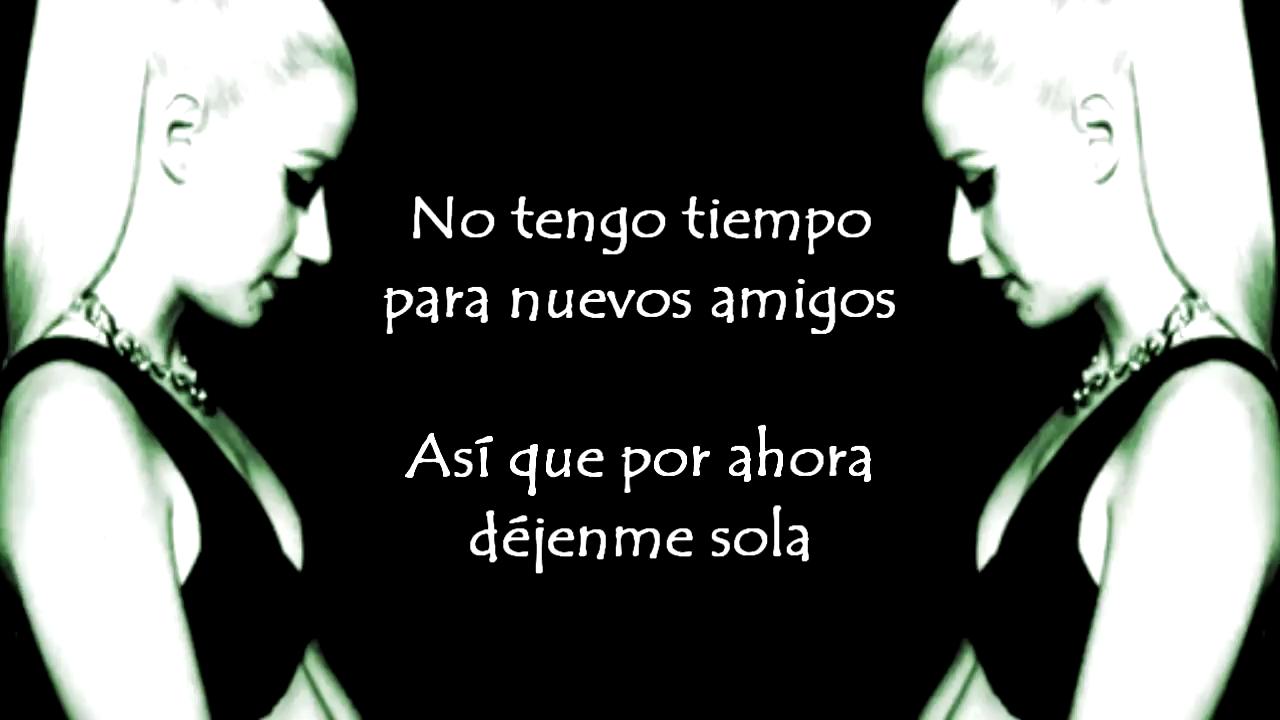 No tengo tiempo
para nuevos amigos
Así que por ahora
déjenme sola